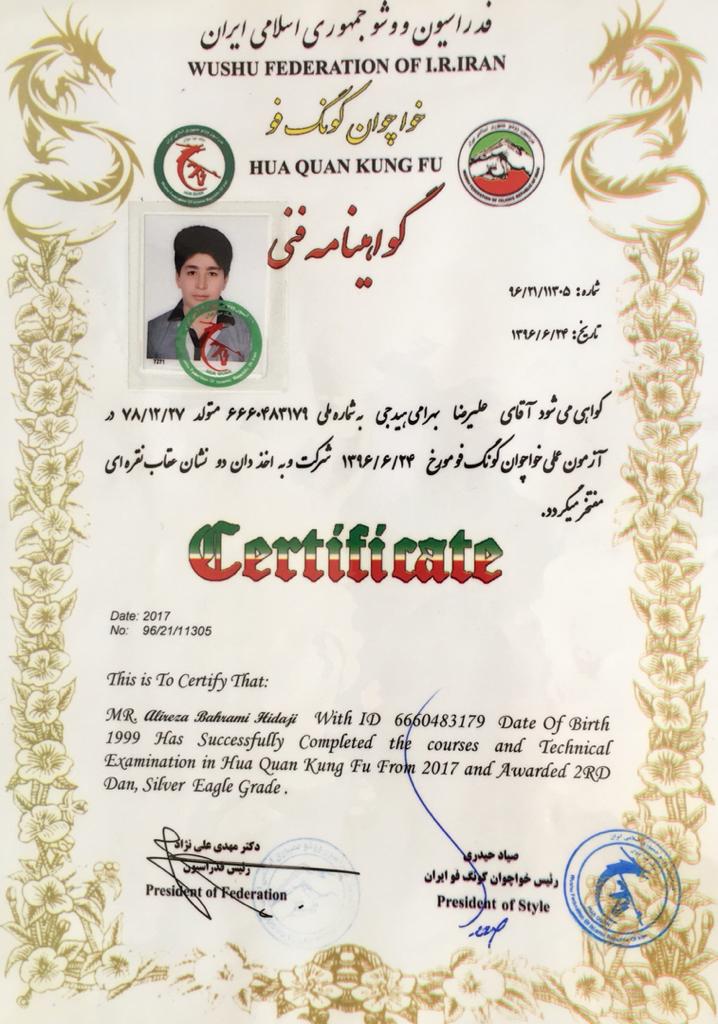 فدراسیون ووشو جمهوری اسلامی ایران
WUSHU FEDERATION OF I.R.IRAN
خواچوان کونگ فو
HUA QUAN KUNG FU
گواهینامه فنی
شماره: ۹۶/۲۱/۱۱۳۰۵
تاریخ: ۱۳۹۶/۶/۲۴
7271
گواهی می شود آقای علیرضا بهرامی هیدجی به شماره ملی ۶۶۶۰۴۸۳۱۷۹ متولد ۷۸/۱۲/۲۷ در
آزمون علمی خواچوان کونگ فو مورخ ۱۳۹۶/۶/۲۴ شرکت و به اخذ دان دو نشان عقاب نقره ای
مفتخر میگردد.
Certificate
Date: 2017
No: 96/21/11305
This is To Certify That:
MR. Alireza Bahrami Hidaji With ID 6660483179 Date Of Birth
1999 Has Successfully Completed the courses and Technical
Examination in Hua Quan Kung Fu From 2017 and Awarded 2RD
Dan, Silver Eagle Grade .
دکتر مهدی علی نژاد
رئیس فدراسیون
President of Federation
صیاد حیدری
رئیس خواچوان کونگ فو ایران
President of Style